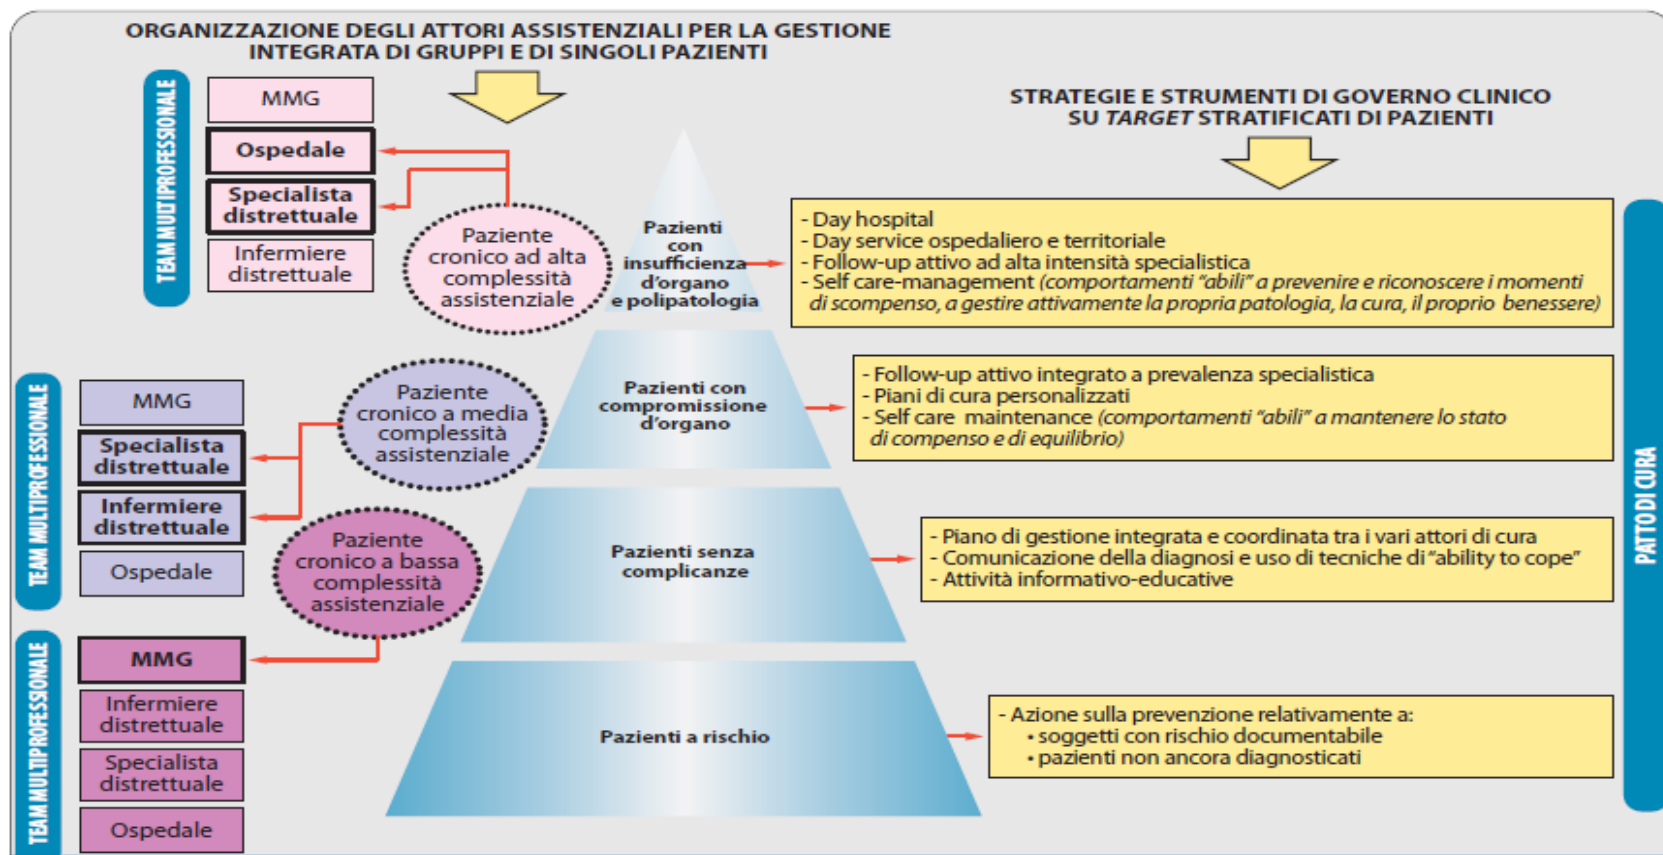 ORGANIZZAZIONE DEGLI ATTORI ASSISTENZIALI PER LA GESTIONE
INTEGRATA DI GRUPPI E DI SINGOLI PAZIENTI
STRATEGIE E STRUMENTI DI GOVERNO CLINICO
SU TARGET STRATIFICATI DI PAZIENTI
TEAM MULTIPROFESSIONALE
MMG
Ospedale
Specialista
distrettuale
Infermiere
distrettuale
Paziente
cronico ad alta
complessità
assistenziale
Pazienti
con
insufficienza
d'organo
e polipatologia
- Day hospital
- Day service ospedaliero e territoriale
- Follow-up attivo ad alta intensità specialistica
- Self care-management (comportamenti "abili" a prevenire e riconoscere i momenti
di scompenso, a gestire attivamente la propria patologia, la cura, il proprio benessere)
TEAM MULTIPROFESSIONALE
MMG
Specialista
distrettuale
Infermiere
distrettuale
Ospedale
Paziente
cronico a media
complessità
assistenziale
Pazienti con
compromissione
d'organo
- Follow-up attivo integrato a prevalenza specialistica
- Piani di cura personalizzati
- Self care maintenance (comportamenti "abili" a mantenere lo stato
di compenso e di equilibrio)
Paziente
cronico a bassa
complessità
assistenziale
Pazienti senza
complicanze
- Piano di gestione integrata e coordinata tra i vari attori di cura
- Comunicazione della diagnosi e uso di tecniche di "ability to cope"
- Attività informativo-educative
TEAM MULTIPROFESSIONALE
MMG
Infermiere
distrettuale
Specialista
distrettuale
Ospedale
Pazienti a rischio
- Azione sulla prevenzione relativamente a:
• soggetti con rischio documentabile
• pazienti non ancora diagnosticati
PATTO DI CURA